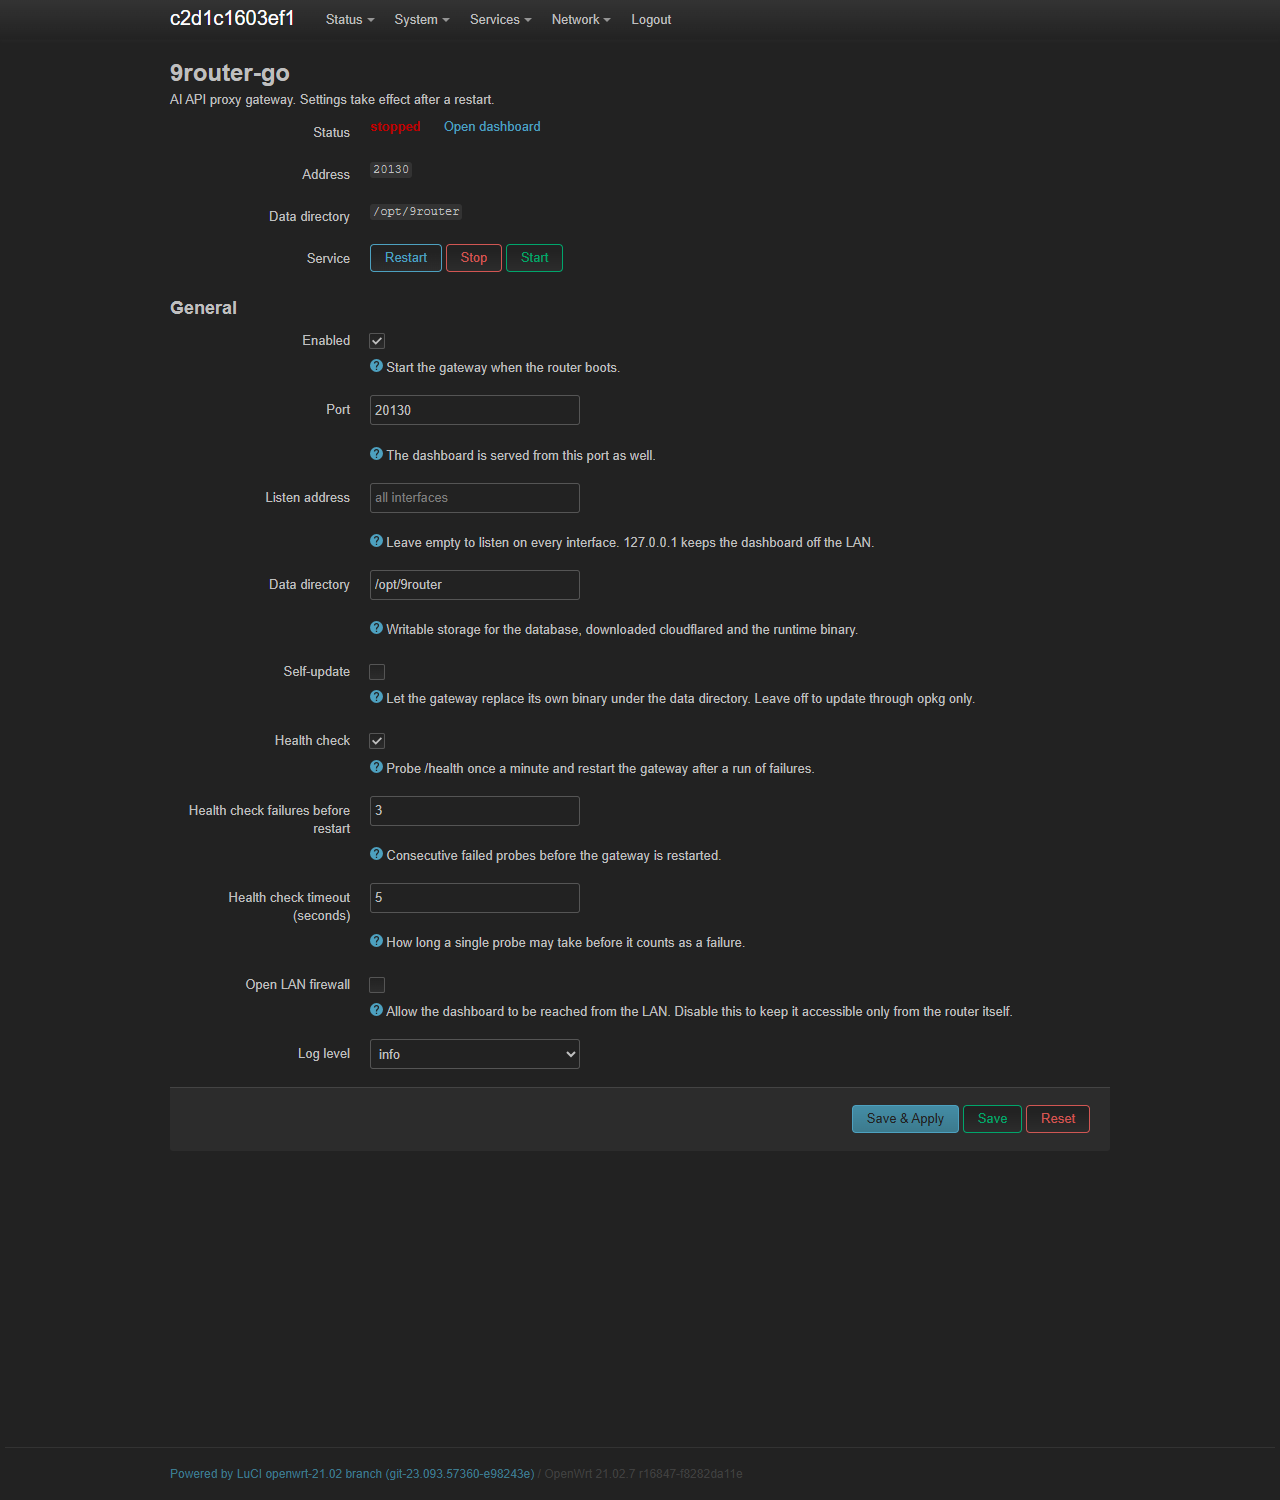 c2d1c1603ef1 Status System Services Network Logout
9router-go
AI API proxy gateway. Settings take effect after a restart.
Status stopped Open dashboard
Address 20130
Data directory /opt/9router
Service Restart Stop Start
General
Enabled
Start the gateway when the router boots.
Port 20130
The dashboard is served from this port as well.
Listen address all interfaces
Leave empty to listen on every interface. 127.0.0.1 keeps the dashboard off the LAN.
Data directory /opt/9router
Writable storage for the database, downloaded cloudflared and the runtime binary.
Self-update
Let the gateway replace its own binary under the data directory. Leave off to update through opkg only.
Health check
Probe /health once a minute and restart the gateway after a run of failures.
Health check failures before 3
restart
Consecutive failed probes before the gateway is restarted.
Health check timeout 5
(seconds)
How long a single probe may take before it counts as a failure.
Open LAN firewall
Allow the dashboard to be reached from the LAN. Disable this to keep it accessible only from the router itself.
Log level info
Save & Apply Save Reset
Powered by LuCI openwrt-21.02 branch (git-23.093.57360-e98243e) / OpenWrt 21.02.7 r16847-f8282da11e